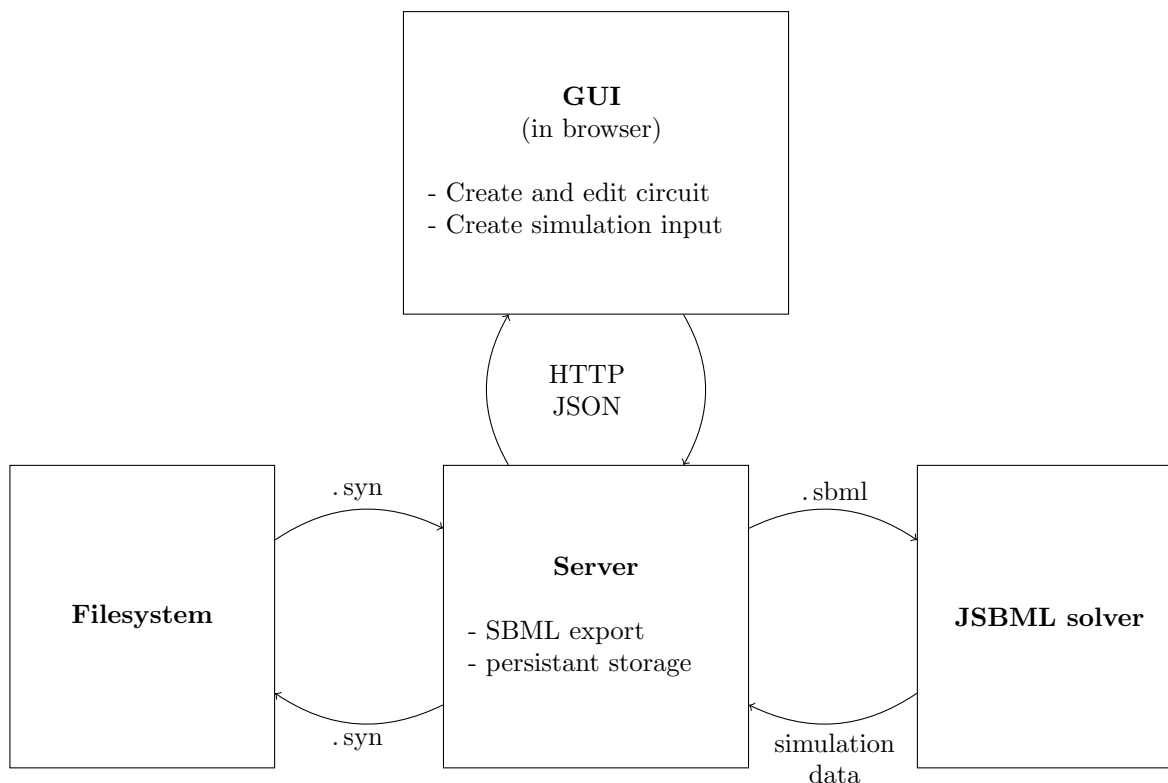 GUI
(in browser)
- Create and edit circuit
- Create simulation input
HTTP
JSON
.syn
.sbml
Filesystem
Server
- SBML export
- persistant storage
JSBML solver
.syn
simulation
data